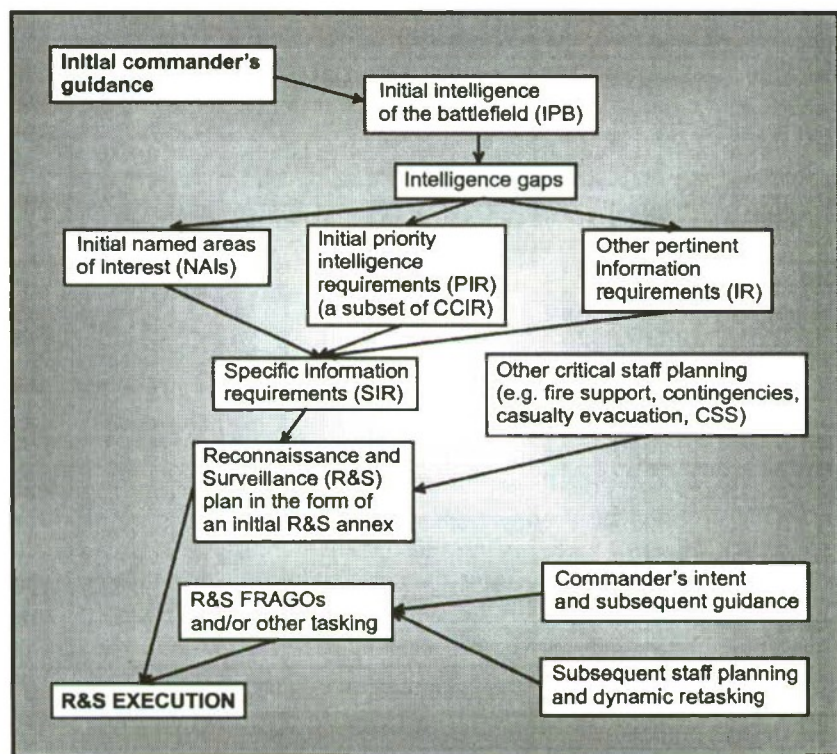 Initial commander's
guidance
Initial intelligence
of the battlefield (IPB)
Intelligence gaps
Initial named areas
of Interest (NAIs)
Initial priority
intelligence
requirements (PIR)
(a subset of CCIR)
Other pertinent
Information
requirements (IR)
Specific Information
requirements (SIR)
Other critical staff planning
(e.g. fire support, contingencies,
casualty evacuation, CSS)
Reconnaissance and
Surveillance (R&S)
plan in the form of
an initial R&S annex
R&S FRAGOs
and/or other tasking
Commander's intent
and subsequent guidance
Subsequent staff planning
and dynamic retasking
R&S EXECUTION